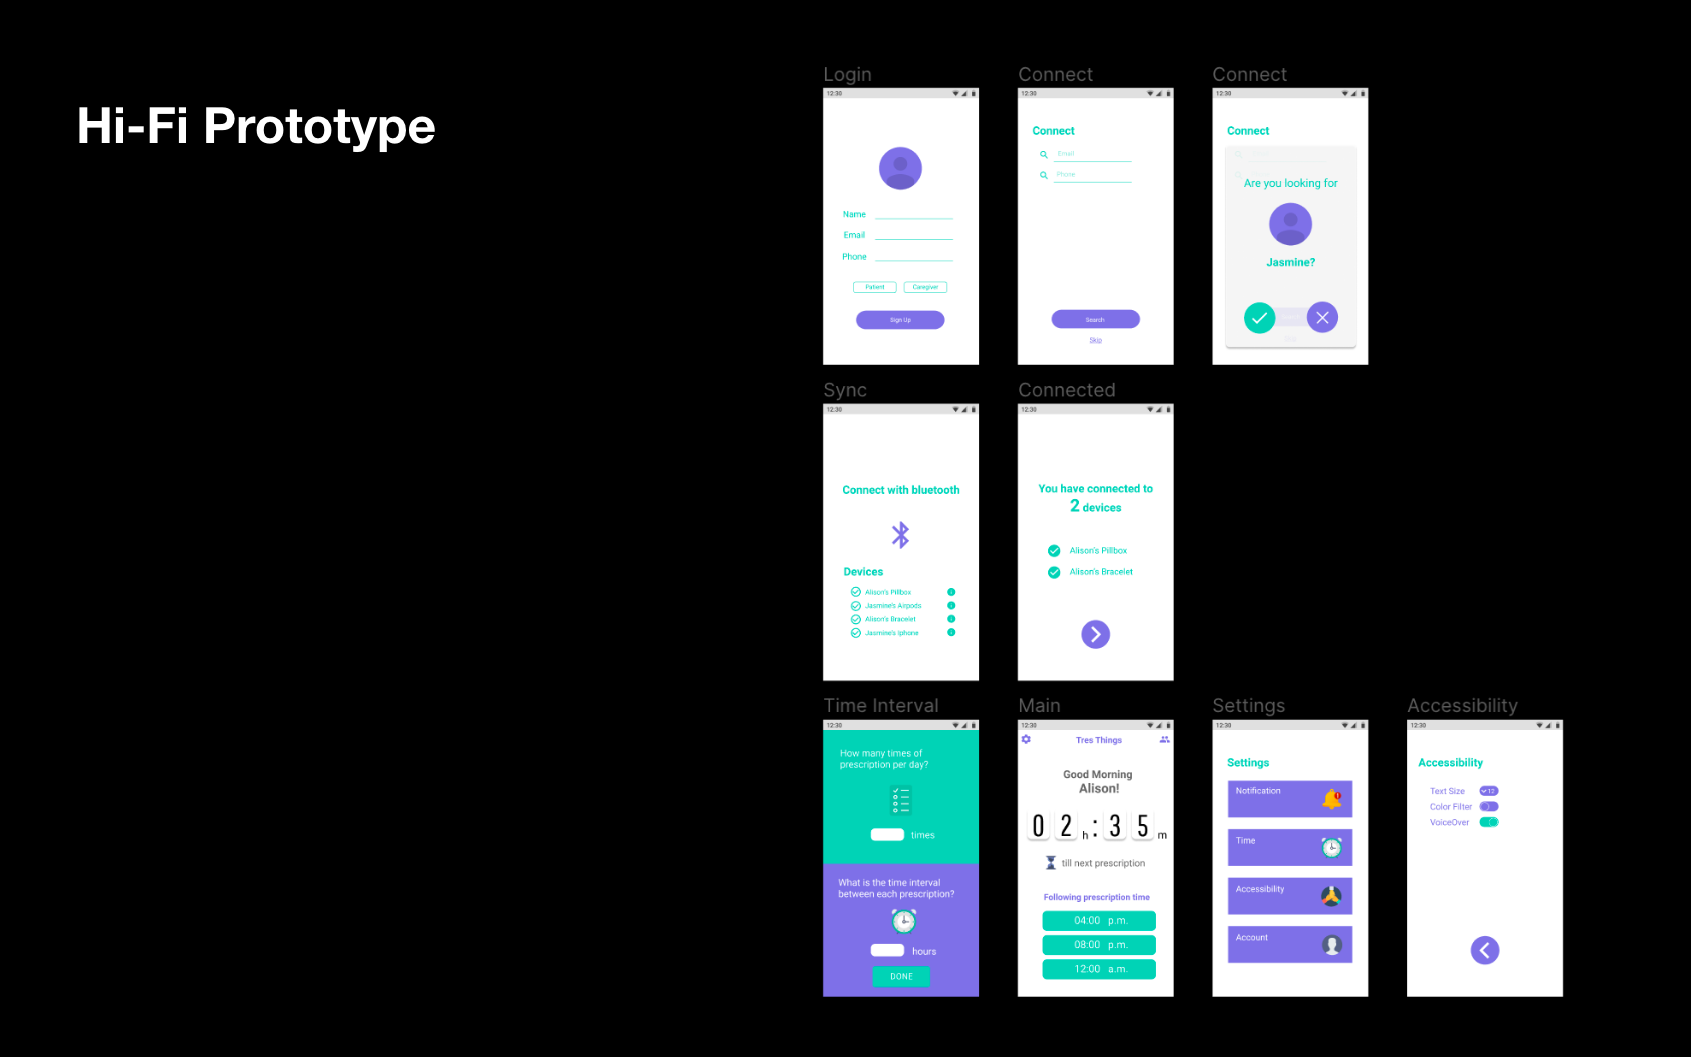 Hi-Fi Prototype
Login
12:30
Name
Email
Phone
Patient
Caregiver
Sign Up
Connect
12:30
Connect
Email
Phone
Search
Skip
Connect
12:30
Connect
Are you looking for
Jasmine?
Sync
12:30
Connect with bluetooth
Devices
Alison's Pillbox
Jasmine's Airpods
Alison's Bracelet
Jasmine's Iphone
Connected
12:30
You have connected to
2 devices
Alison's Pillbox
Alison's Bracelet
Time Interval
12:30
How many times of
prescription per day?
times
What is the time interval
between each prescription?
hours
DONE
Main
12:30
Tres Things
Good Morning
Alison!
02h:35m
till next prescription
Following prescription time
04:00 p.m.
08:00 p.m.
12:00 a.m.
Settings
12:30
Settings
Notification
Time
Accessibility
Account
Accessibility
12:30
Accessibility
Text Size 12
Color Filter
VoiceOver